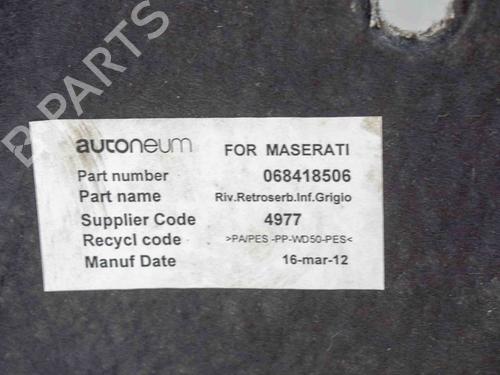 B-PARTS
autoneum FOR MASERATI
Part number 068418506
Part name Riv.Retroserb.Inf.Grigio
Supplier Code 4977
Recycl code >PA/PES -PP-WD50-PES<
Manuf Date 16-mar-12